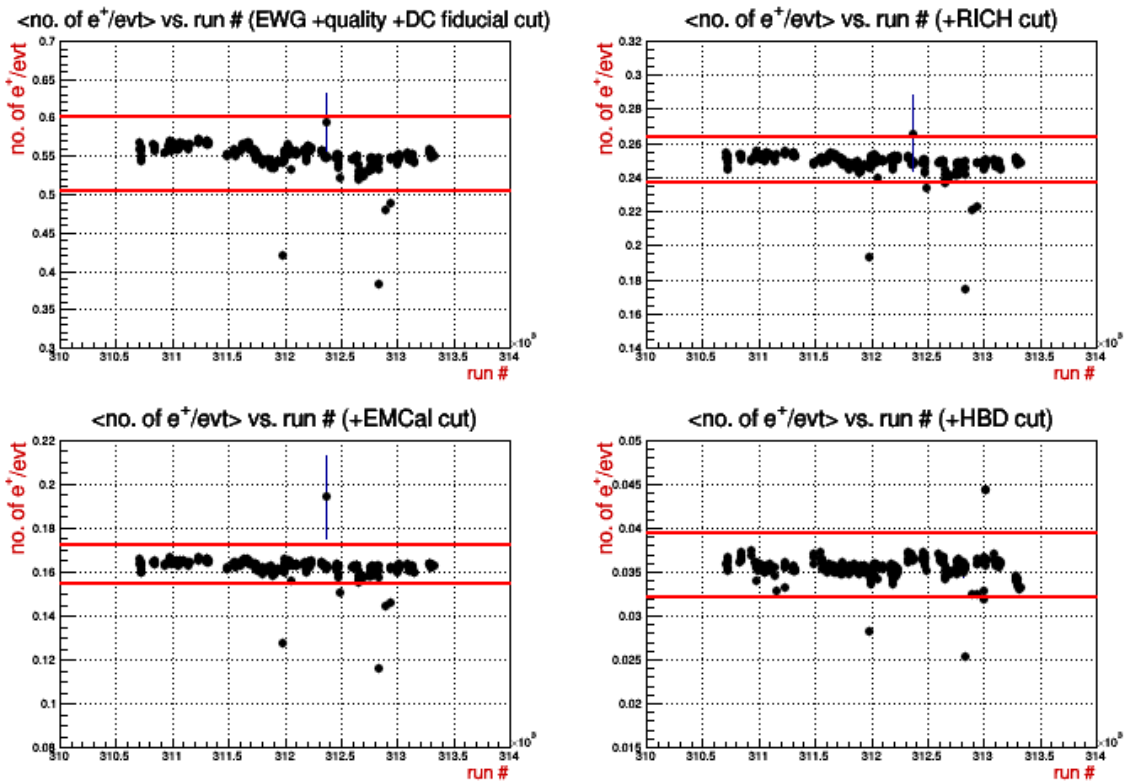 <no. of e⁺/evt> vs. run # (EWG +quality +DC fiducial cut)
no. of e⁺/evt
0.7
0.65
0.6
0.55
0.5
0.45
0.4
0.35
0.3
310 310.5 311 311.5 312 312.5 313 313.5 314
×10³
run #
<no. of e⁺/evt> vs. run # (+RICH cut)
no. of e⁺/evt
0.32
0.3
0.28
0.26
0.24
0.22
0.2
0.18
0.16
0.14
310 310.5 311 311.5 312 312.5 313 313.5 314
×10³
run #
<no. of e⁺/evt> vs. run # (+EMCal cut)
no. of e⁺/evt
0.22
0.2
0.18
0.16
0.14
0.12
0.1
0.08
310 310.5 311 311.5 312 312.5 313 313.5 314
×10³
run #
<no. of e⁺/evt> vs. run # (+HBD cut)
no. of e⁺/evt
0.05
0.045
0.04
0.035
0.03
0.025
0.02
0.015
310 310.5 311 311.5 312 312.5 313 313.5 314
×10³
run #